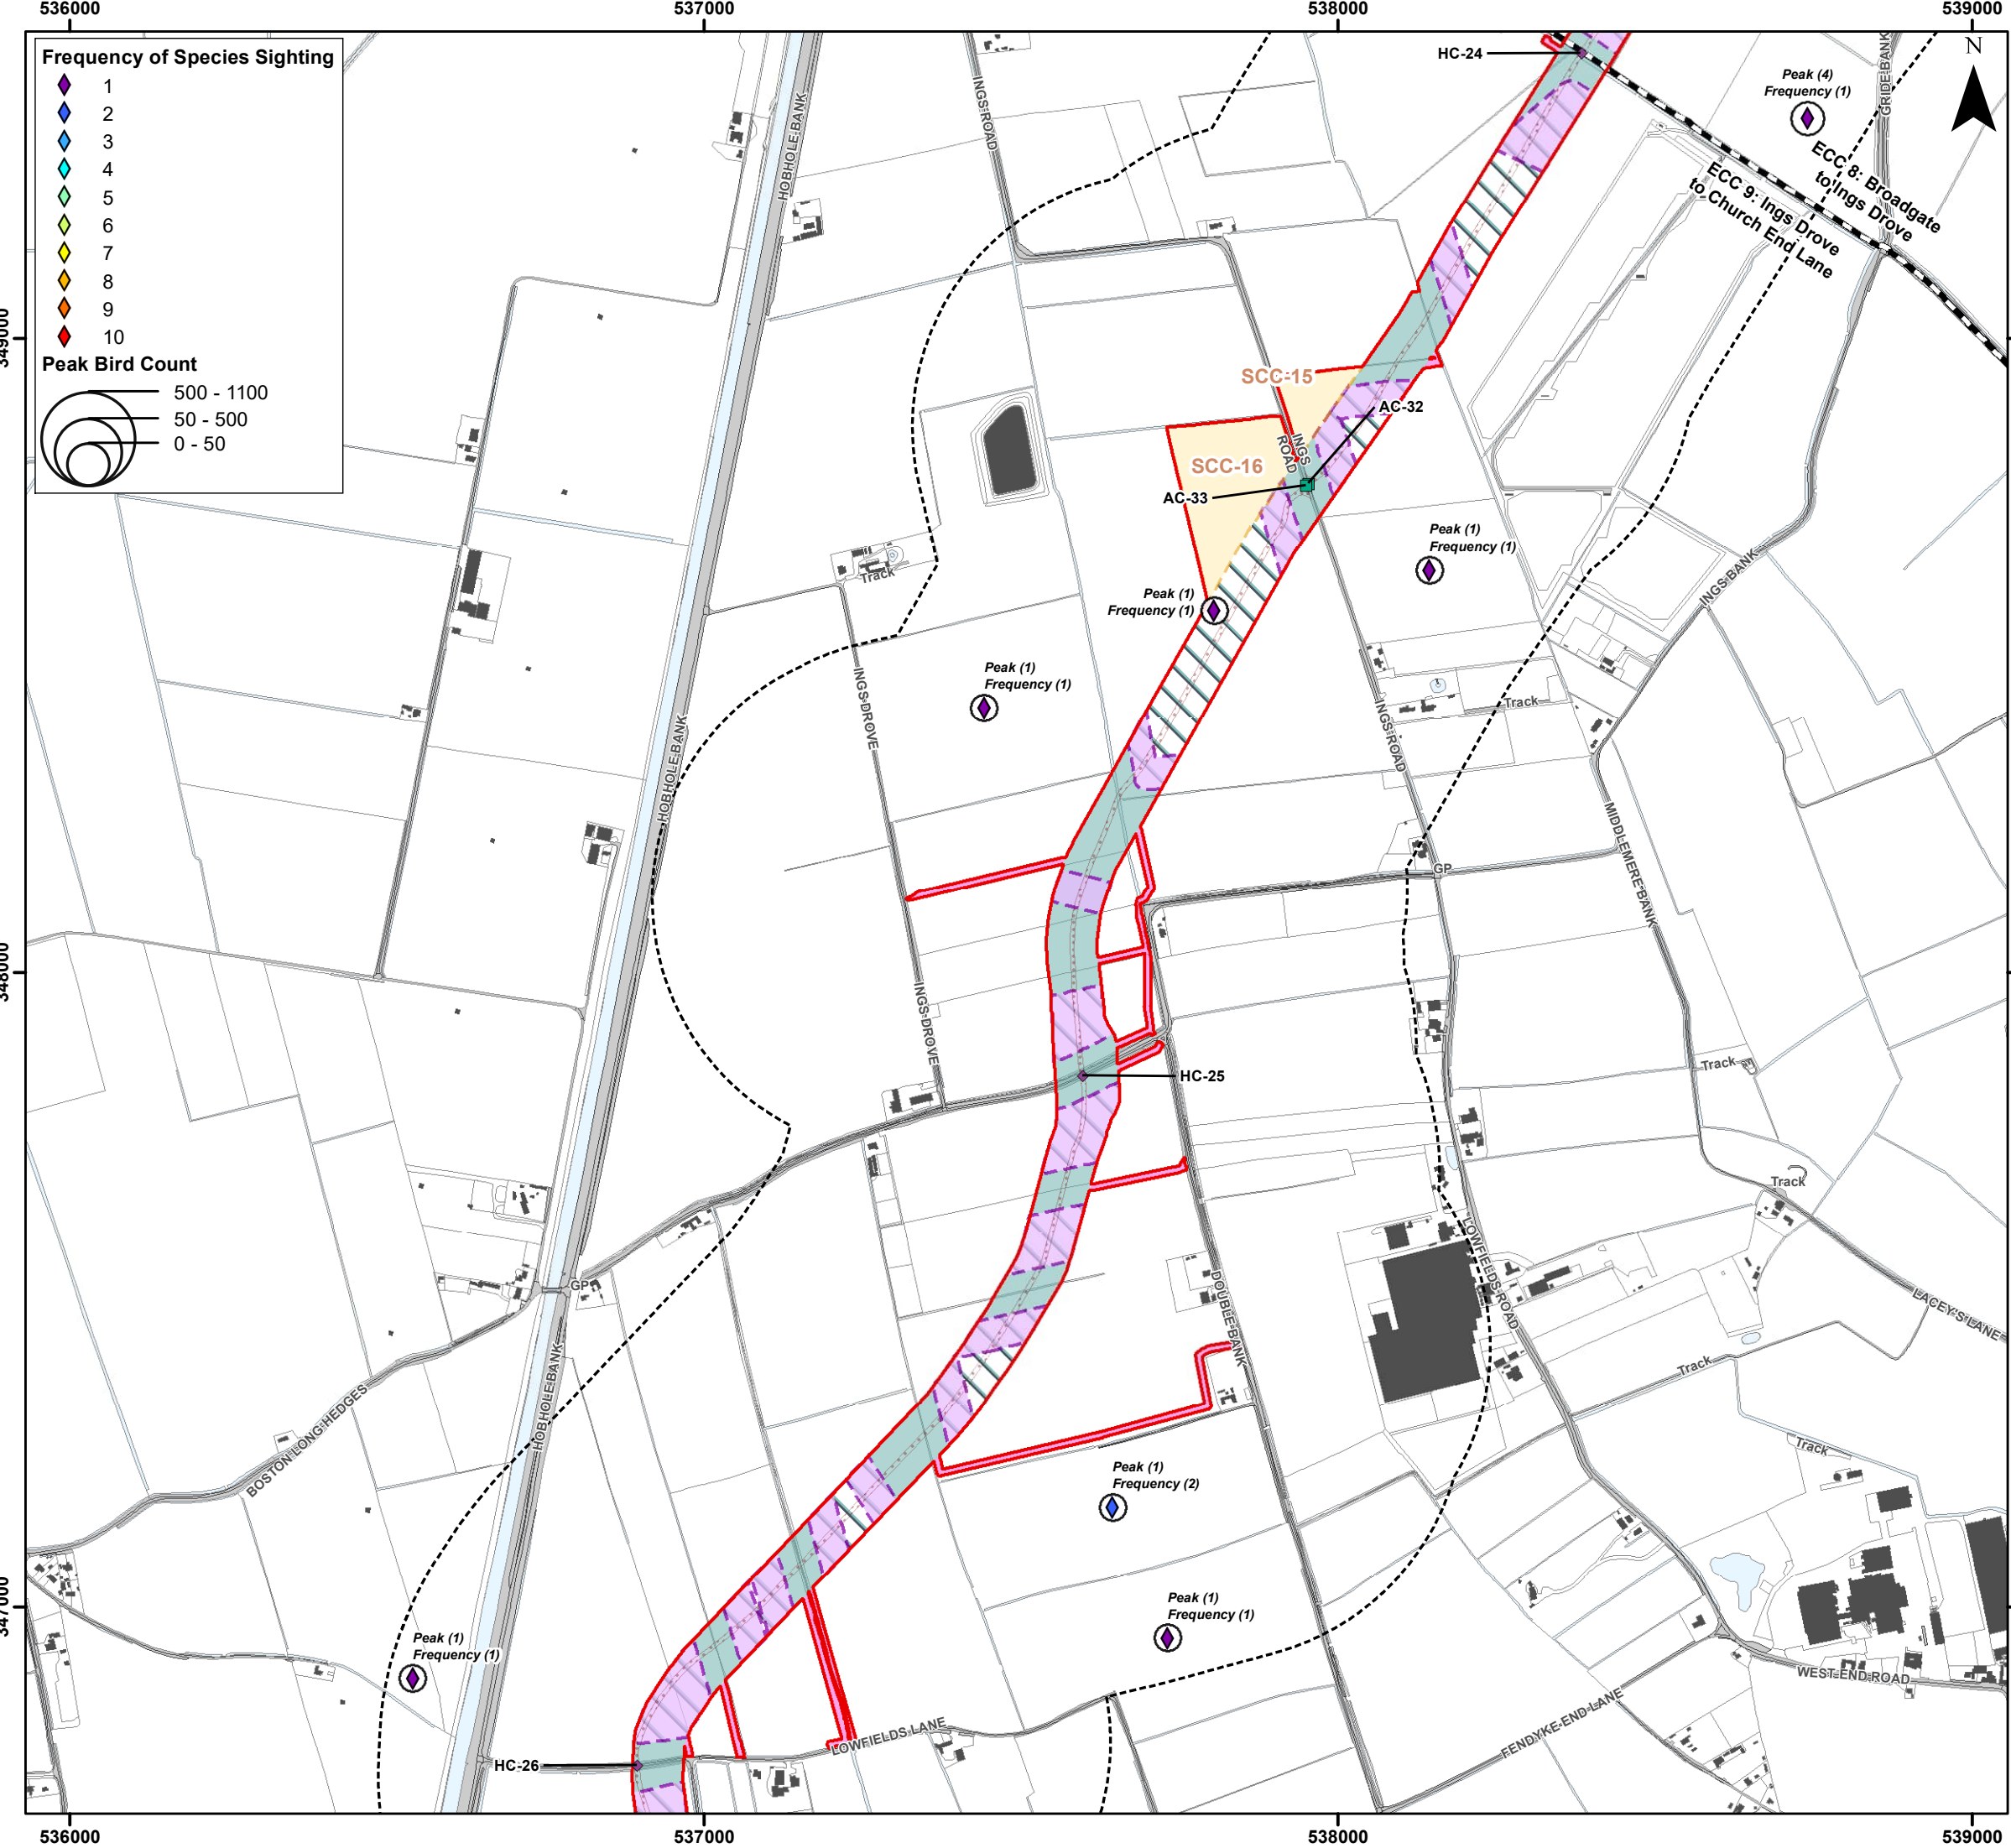 536000
537000
538000
539000
Frequency of Species Sighting
1
2
3
4
5
6
7
8
9
10
Peak Bird Count
500 - 1100
50 - 500
0 - 50
N
HC-24
Peak (4)
Frequency (1)
GRIDE BANK
HOBHOLE BANK
INGS ROAD
ECC 8: Broadgate
to Ings Drove
ECC 9: Ings Drove
to Church End Lane
349000
SCC-15
AC-32
INGS
ROAD
SCC-16
AC-33
Peak (1)
Frequency (1)
Track
INGS BANK
Peak (1)
Frequency (1)
Peak (1)
Frequency (1)
INGS DROVE
Track
HOBHOLE BANK
INGS ROAD
MIDDLEMERE BANK
GP
348000
INGS DROVE
HC-25
Track
Track
LOWFIELDS ROAD
GP
DOUBLE BANK
LACEY'S LANE
HOBHOLE BANK
Track
BOSTON LONG HEDGES
Track
Peak (1)
Frequency (2)
347000
Peak (1)
Frequency (1)
Peak (1)
Frequency (1)
WEST END ROAD
LOWFIELDS LANE
FENDYKE END LANE
HC-26
536000
537000
538000
539000